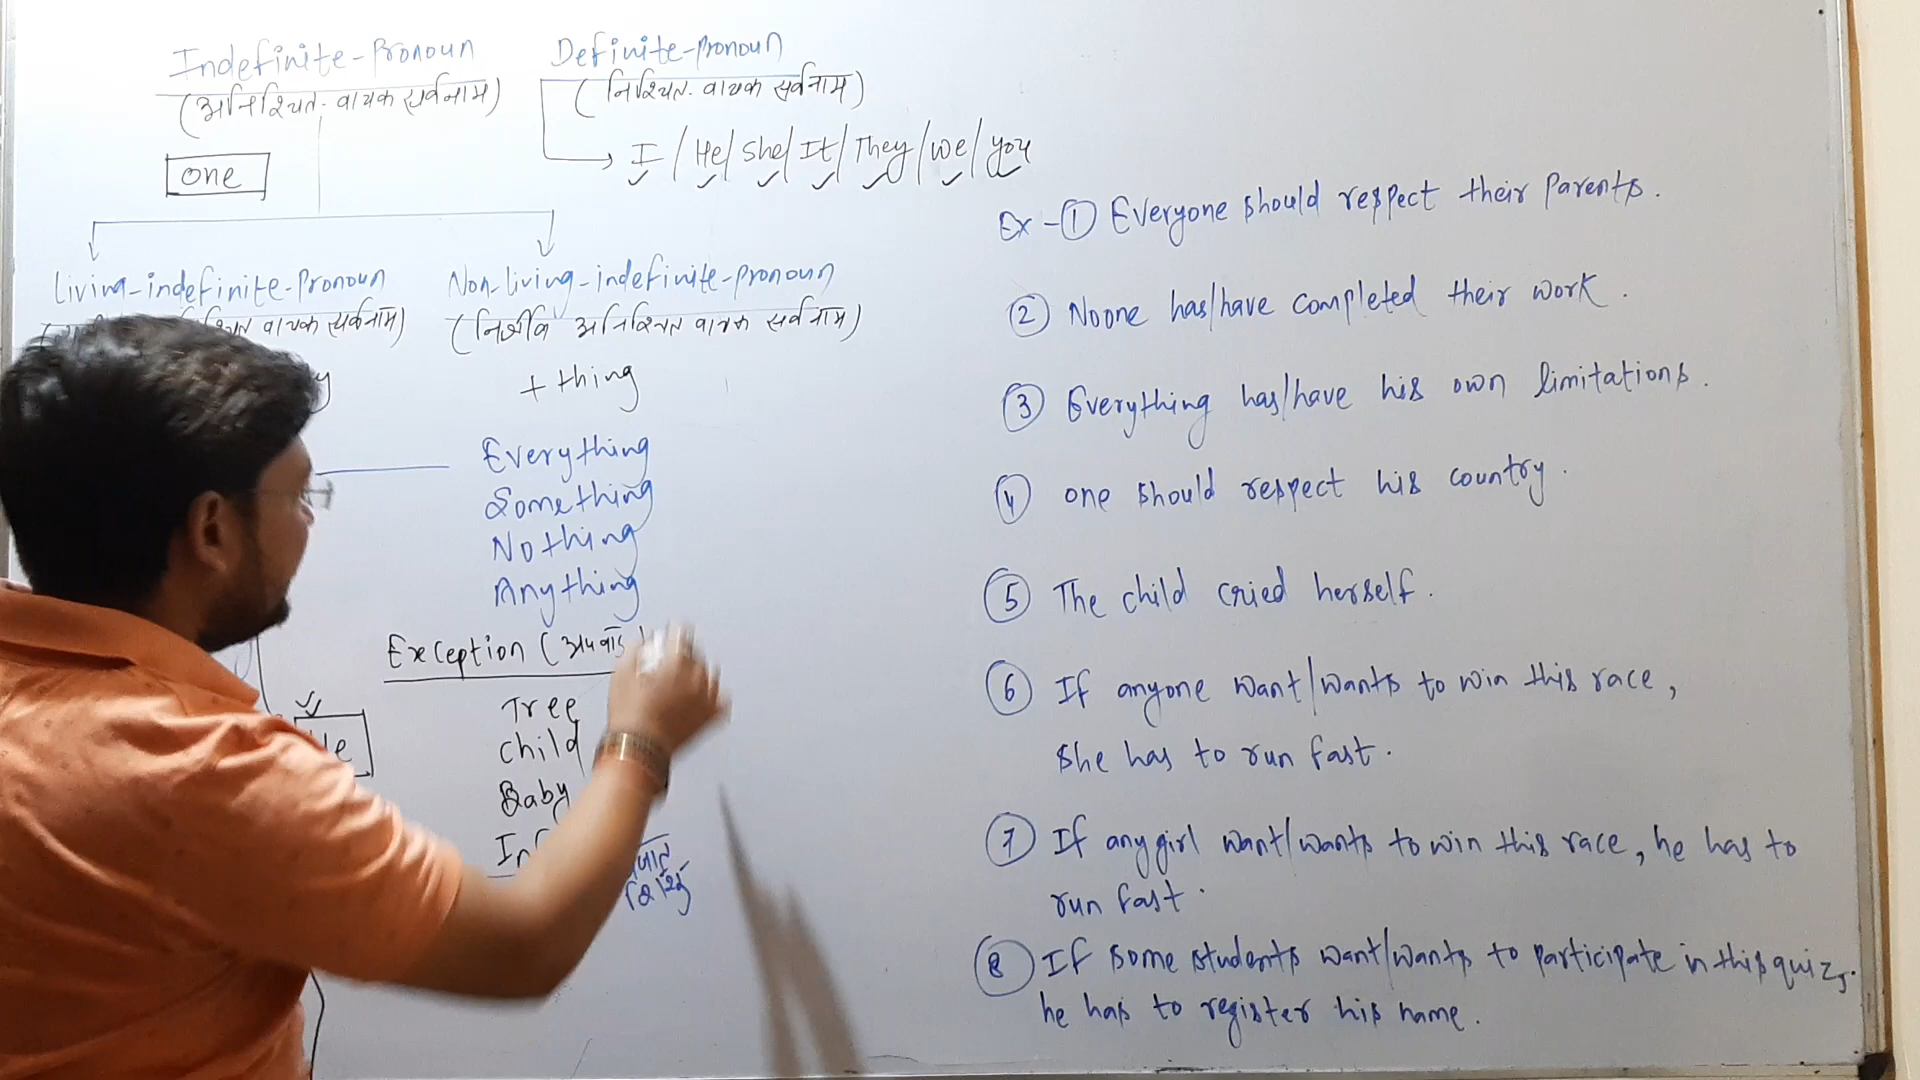 Indefinite-Pronoun
(अनिश्चित-वाचक सर्वनाम)
one
Definite-Pronoun
(निश्चित-वाचक सर्वनाम)
I/He/She/It/They/we/you
Living-indefinite-Pronoun
वाचक सर्वनाम)
Non-living-indefinite-pronoun
(निर्जीव अनिश्चित वाचक सर्वनाम)
+ thing
Everything
Something
Nothing
Anything
Exception (अपवाद
Tree
Child
Baby
Ex-① Everyone should respect their Parents.
② Noone has/have completed their work.
③ Everything has/have his own limitations.
④ one should respect his country.
⑤ The child cried herself.
⑥ If anyone want/wants to win this race,
she has to run fast.
⑦ If any girl want/wants to win this race, he has to
run fast.
⑧ If some students want/wants to participate in this quiz,
he has to register his name.